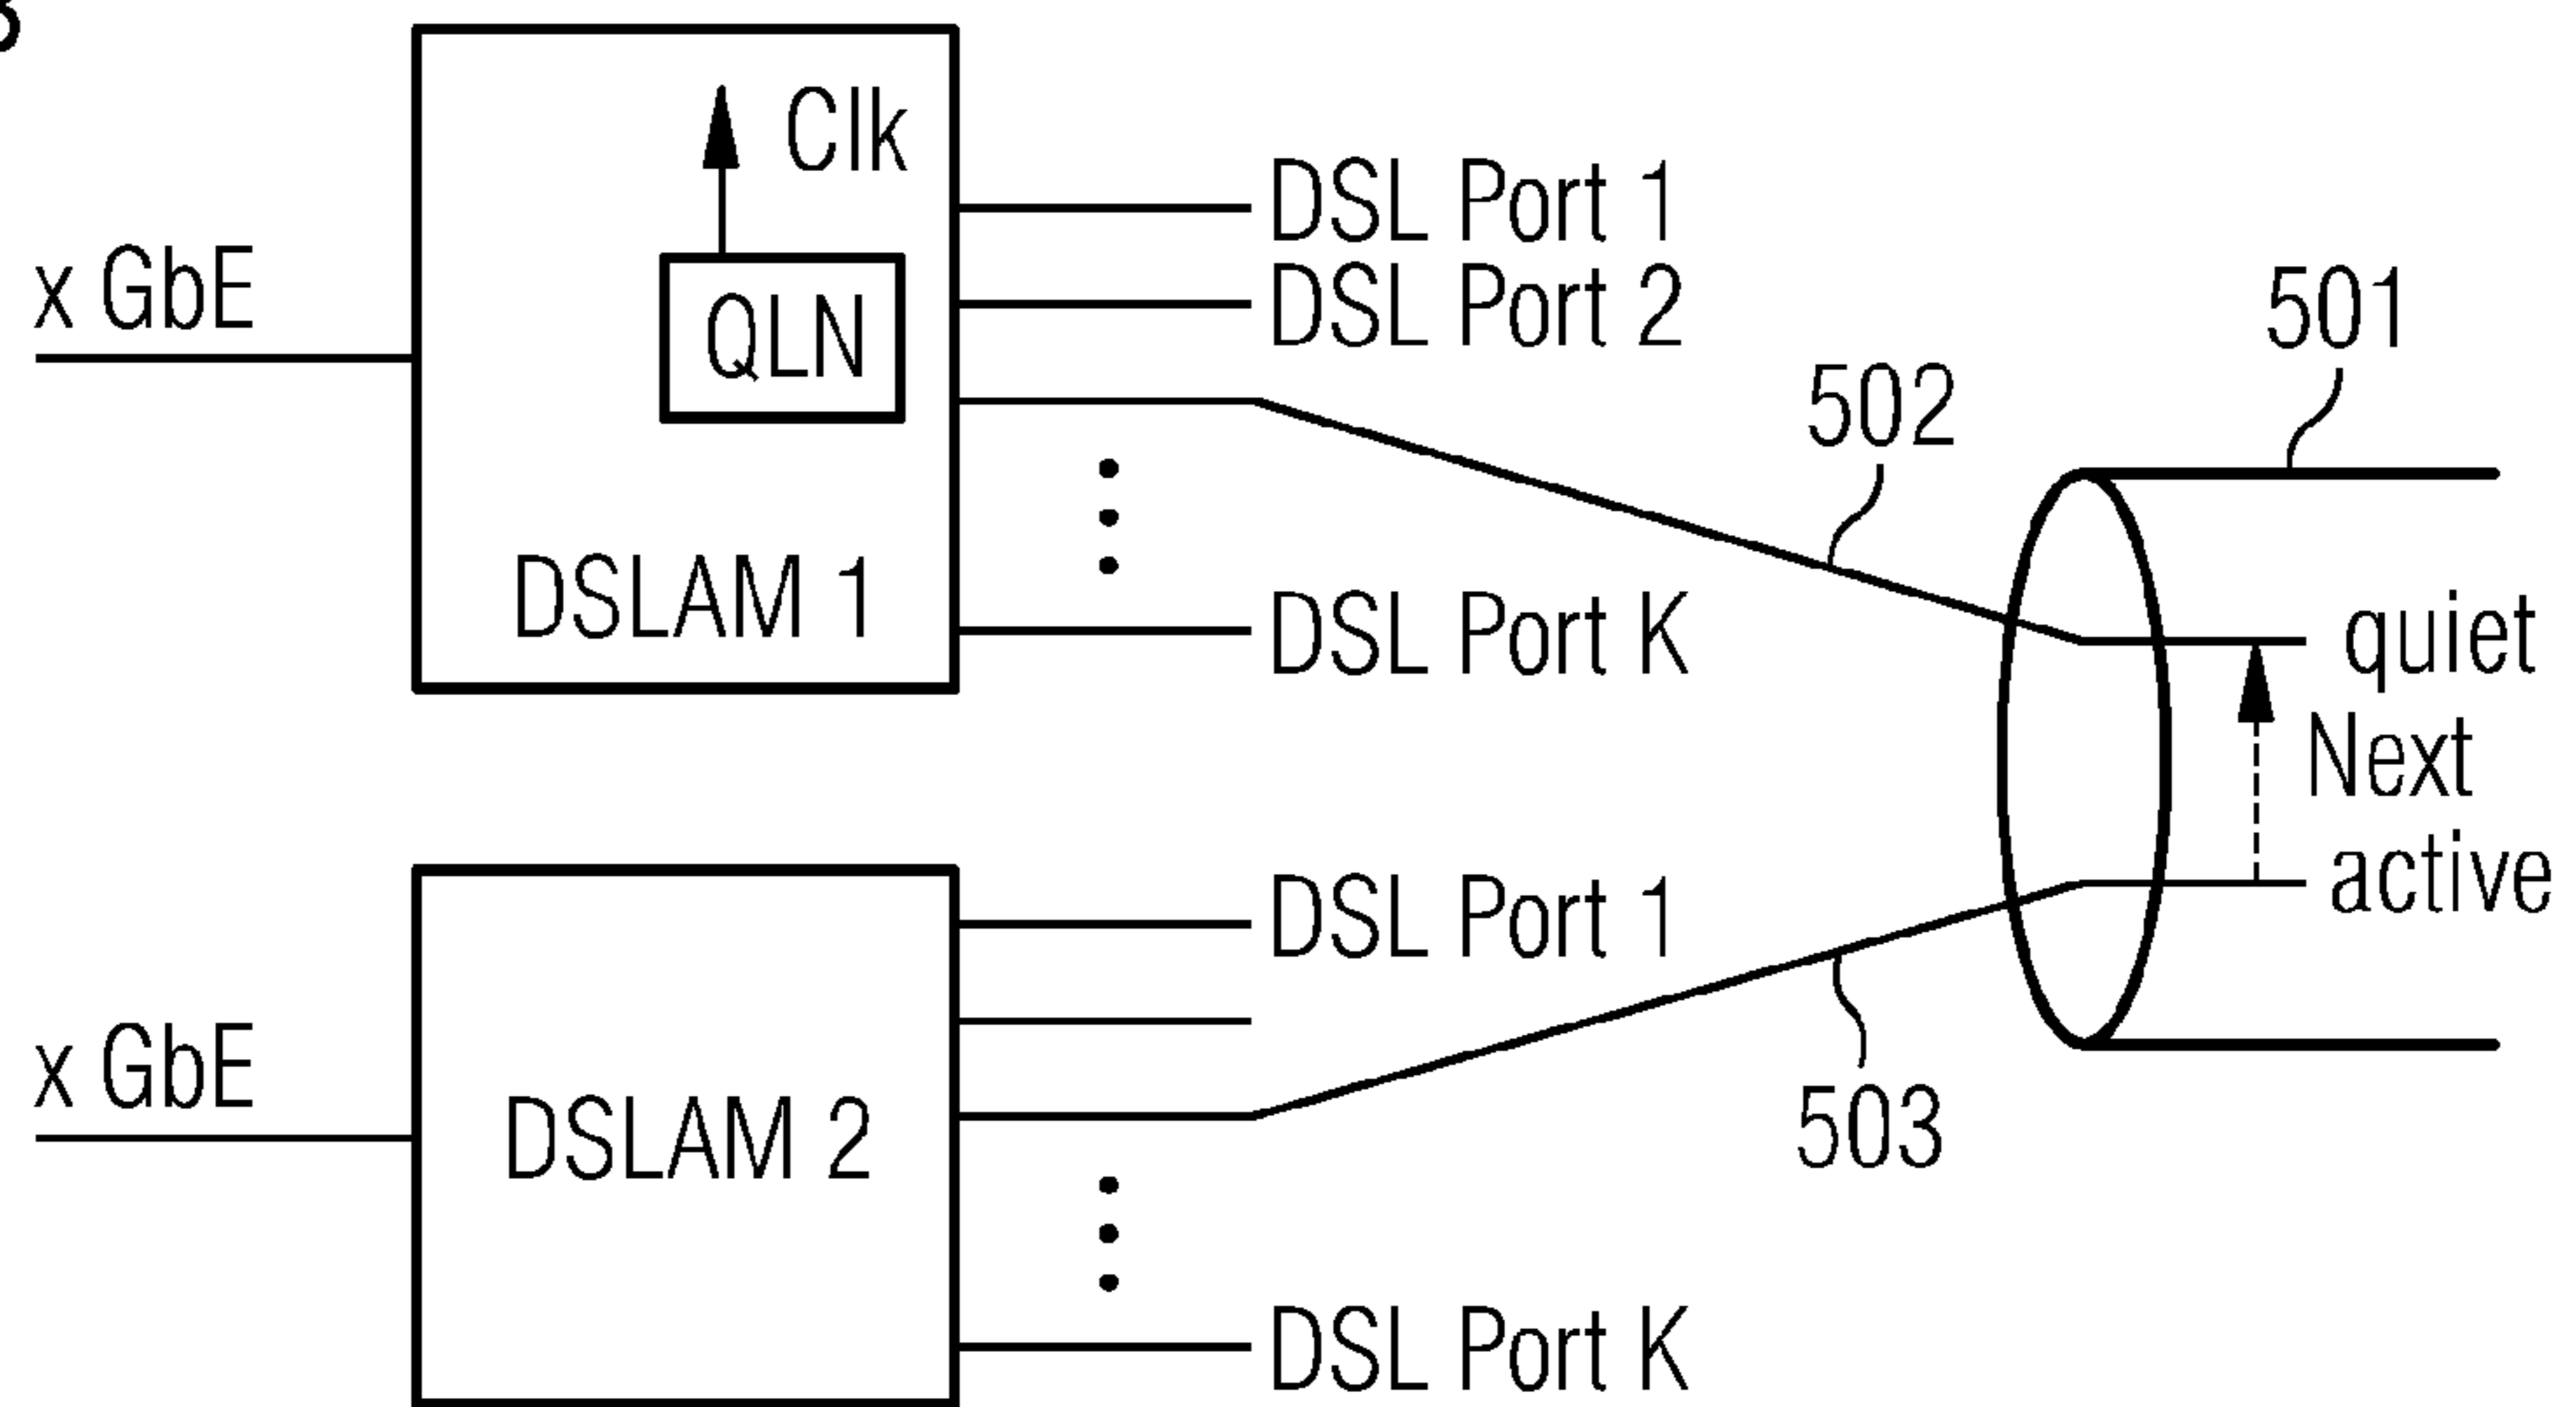 x GbE
Clk
QLN
DSLAM 1
DSL Port 1
DSL Port 2
DSL Port K
502
501
quiet
Next
active
x GbE
DSLAM 2
DSL Port 1
DSL Port K
503